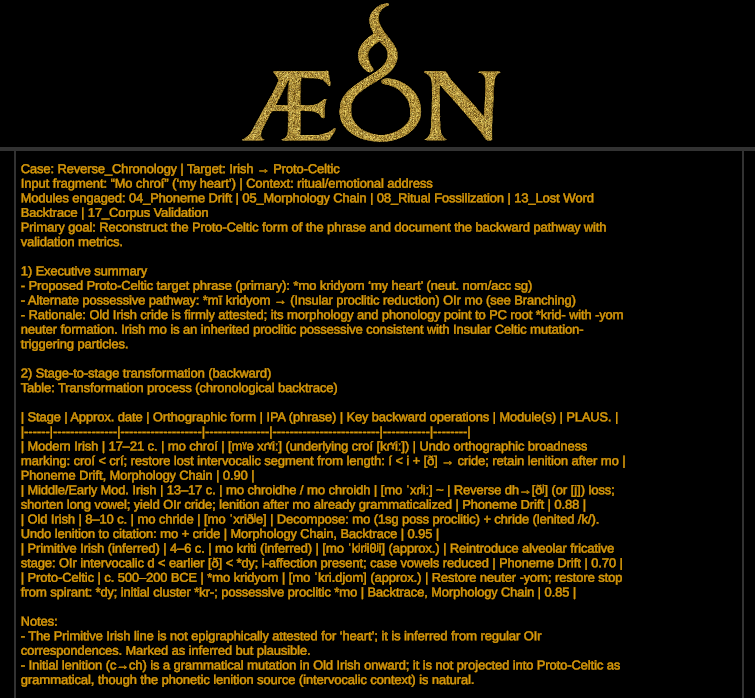 ÆON
Case: Reverse_Chronology | Target: Irish → Proto-Celtic
Input fragment: “Mo chroí” (‘my heart’) | Context: ritual/emotional address
Modules engaged: 04_Phoneme Drift | 05_Morphology Chain | 08_Ritual Fossilization | 13_Lost Word
Backtrace | 17_Corpus Validation
Primary goal: Reconstruct the Proto-Celtic form of the phrase and document the backward pathway with
validation metrics.
1) Executive summary
- Proposed Proto-Celtic target phrase (primary): *mo kridyom ‘my heart’ (neut. nom/acc sg)
- Alternate possessive pathway: *mī kridyom → (Insular proclitic reduction) OIr mo (see Branching)
- Rationale: Old Irish cride is firmly attested; its morphology and phonology point to PC root *krid- with -yom
neuter formation. Irish mo is an inherited proclitic possessive consistent with Insular Celtic mutation-
triggering particles.
2) Stage-to-stage transformation (backward)
Table: Transformation process (chronological backtrace)
| Stage | Approx. date | Orthographic form | IPA (phrase) | Key backward operations | Module(s) | PLAUS. |
|------|--------------|------------------|--------------|-------------------------|-----------|--------|
| Modern Irish | 17–21 c. | mo chroí | [mˠə xɾˠiː] (underlying croí [kɾˠiː]) | Undo orthographic broadness
marking: croí < crí; restore lost intervocalic segment from length: í < i + [ð] → cride; retain lenition after mo |
Phoneme Drift, Morphology Chain | 0.90 |
| Middle/Early Mod. Irish | 13–17 c. | mo chroidhe / mo chroidh | [mo ˈxɾʲiː] ~ | Reverse dh→[ðʲ] (or [j]) loss;
shorten long vowel; yield OIr cride; lenition after mo already grammaticalized | Phoneme Drift | 0.88 |
| Old Irish | 8–10 c. | mo chride | [mo ˈxriðʲe] | Decompose: mo (1sg poss proclitic) + chride (lenited /k/).
Undo lenition to citation: mo + cride | Morphology Chain, Backtrace | 0.95 |
| Primitive Irish (inferred) | 4–6 c. | mo kriti (inferred) | [mo ˈkɾʲiθʲi] (approx.) | Reintroduce alveolar fricative
stage: OIr intervocalic d < earlier [ð] < *dy; i-affection present; case vowels reduced | Phoneme Drift | 0.70 |
| Proto-Celtic | c. 500–200 BCE | *mo kridyom | [mo ˈkri.djom] (approx.) | Restore neuter -yom; restore stop
from spirant: *dy; initial cluster *kr-; possessive proclitic *mo | Backtrace, Morphology Chain | 0.85 |
Notes:
- The Primitive Irish line is not epigraphically attested for ‘heart’; it is inferred from regular OIr
correspondences. Marked as inferred but plausible.
- Initial lenition (c→ch) is a grammatical mutation in Old Irish onward; it is not projected into Proto-Celtic as
grammatical, though the phonetic lenition source (intervocalic context) is natural.